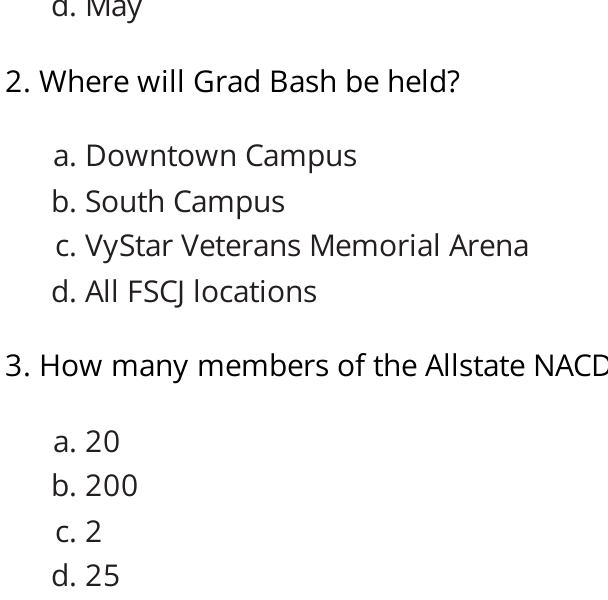 d. May
2. Where will Grad Bash be held?
a. Downtown Campus
b. South Campus
c. VyStar Veterans Memorial Arena
d. All FSCJ locations
3. How many members of the Allstate NACD
a. 20
b. 200
c. 2
d. 25